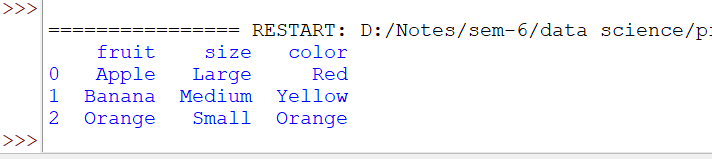 >>>
================ RESTART: D:/Notes/sem-6/data science/
    fruit    size   color
0   Apple   Large     Red
1  Banana  Medium  Yellow
2  Orange   Small  Orange
>>>